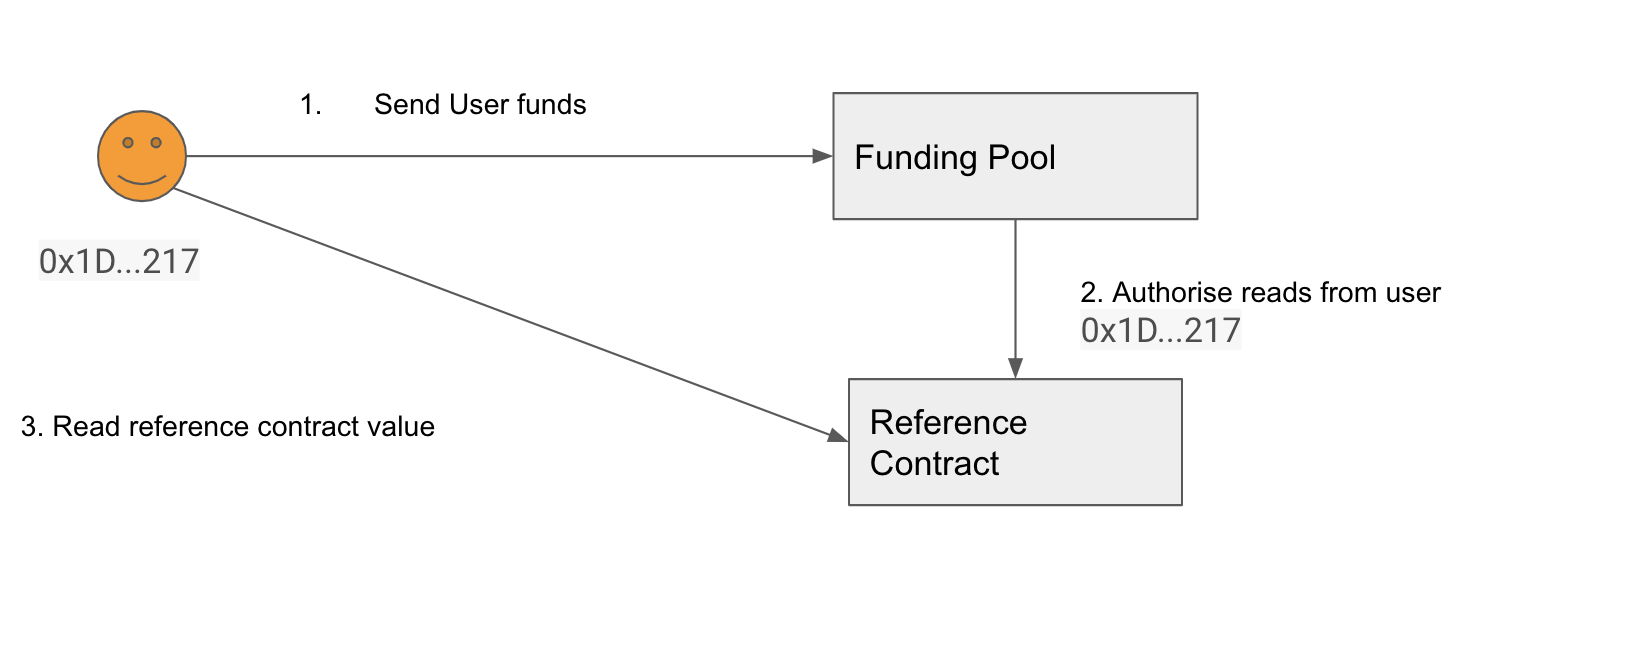 1. Send User funds
Funding Pool
0x1D...217
2. Authorise reads from user
0x1D...217
3. Read reference contract value
Reference
Contract